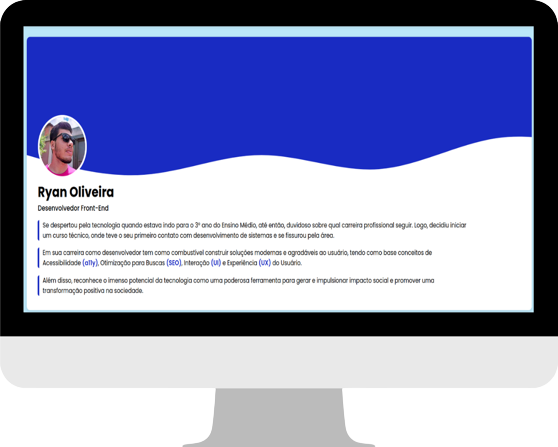 Ryan Oliveira
Desenvolvedor Front-End
Se despertou pela tecnologia quando estava indo para o 3º ano do Ensino Médio, até então, duvidoso sobre qual carreira profissional seguir. Logo, decidiu iniciar
um curso técnico, onde teve o seu primeiro contato com desenvolvimento de sistemas e se fissurou pela área.
Em sua carreira como desenvolvedor tem como combustível construir soluções modernas e agradáveis ao usuário, tendo como base conceitos de
Acessibilidade (a11y), Otimização para Buscas (SEO), Interação (UI) e Experiência (UX) do Usuário.
Além disso, reconhece o imenso potencial da tecnologia como uma poderosa ferramenta para gerar e impulsionar impacto social e promover uma
transformação positiva na sociedade.